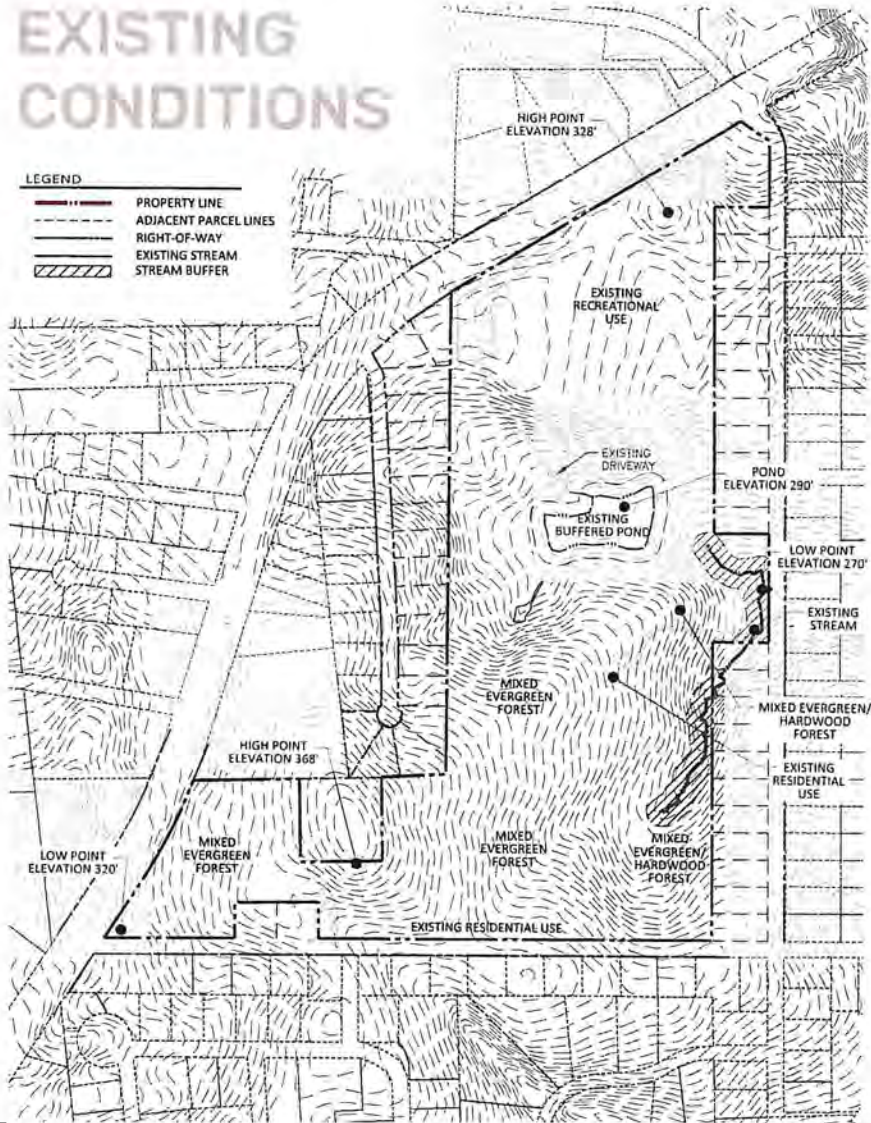 EXISTING
CONDITIONS
LEGEND
PROPERTY LINE
ADJACENT PARCEL LINES
RIGHT-OF-WAY
EXISTING STREAM
STREAM BUFFER
HIGH POINT
ELEVATION 328'
EXISTING
RECREATIONAL
USE
EXISTING
DRIVEWAY
POND
ELEVATION 290'
EXISTING
BUFFERED POND
LOW POINT
ELEVATION 270'
EXISTING
STREAM
MIXED
EVERGREEN
FOREST
MIXED EVERGREEN/
HARDWOOD
FOREST
HIGH POINT
ELEVATION 368'
EXISTING
RESIDENTIAL
USE
LOW POINT
ELEVATION 320'
MIXED
EVERGREEN
FOREST
MIXED
EVERGREEN
FOREST
MIXED
EVERGREEN/
HARDWOOD
FOREST
EXISTING RESIDENTIAL USE